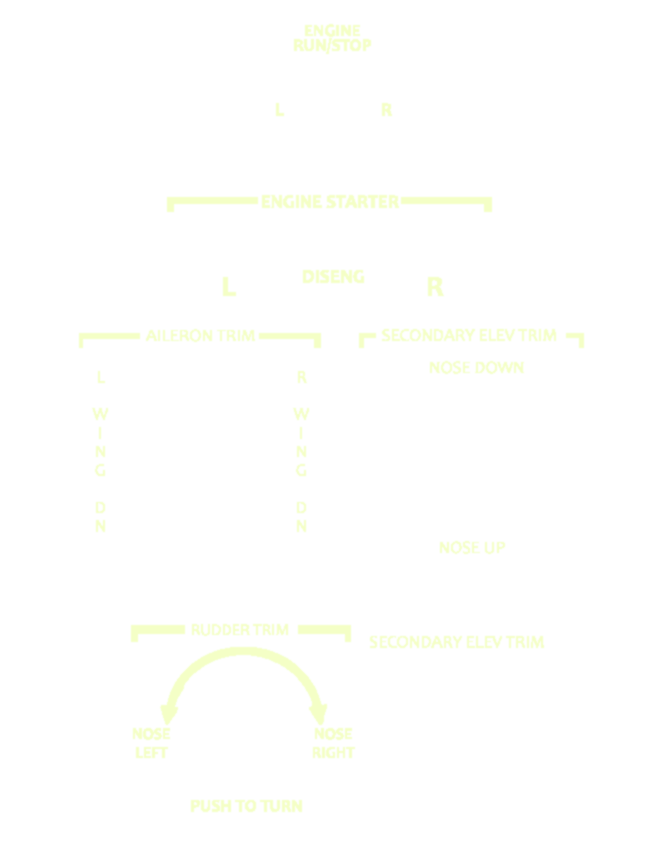 ENGINE
RUN/STOP
L R
ENGINE STARTER
DISENG
L R
AILERON TRIM
L
W
I
N
G
D
N
R
W
I
N
G
D
N
SECONDARY ELEV TRIM
NOSE DOWN
NOSE UP
RUDDER TRIM
NOSE
LEFT
NOSE
RIGHT
SECONDARY ELEV TRIM
PUSH TO TURN